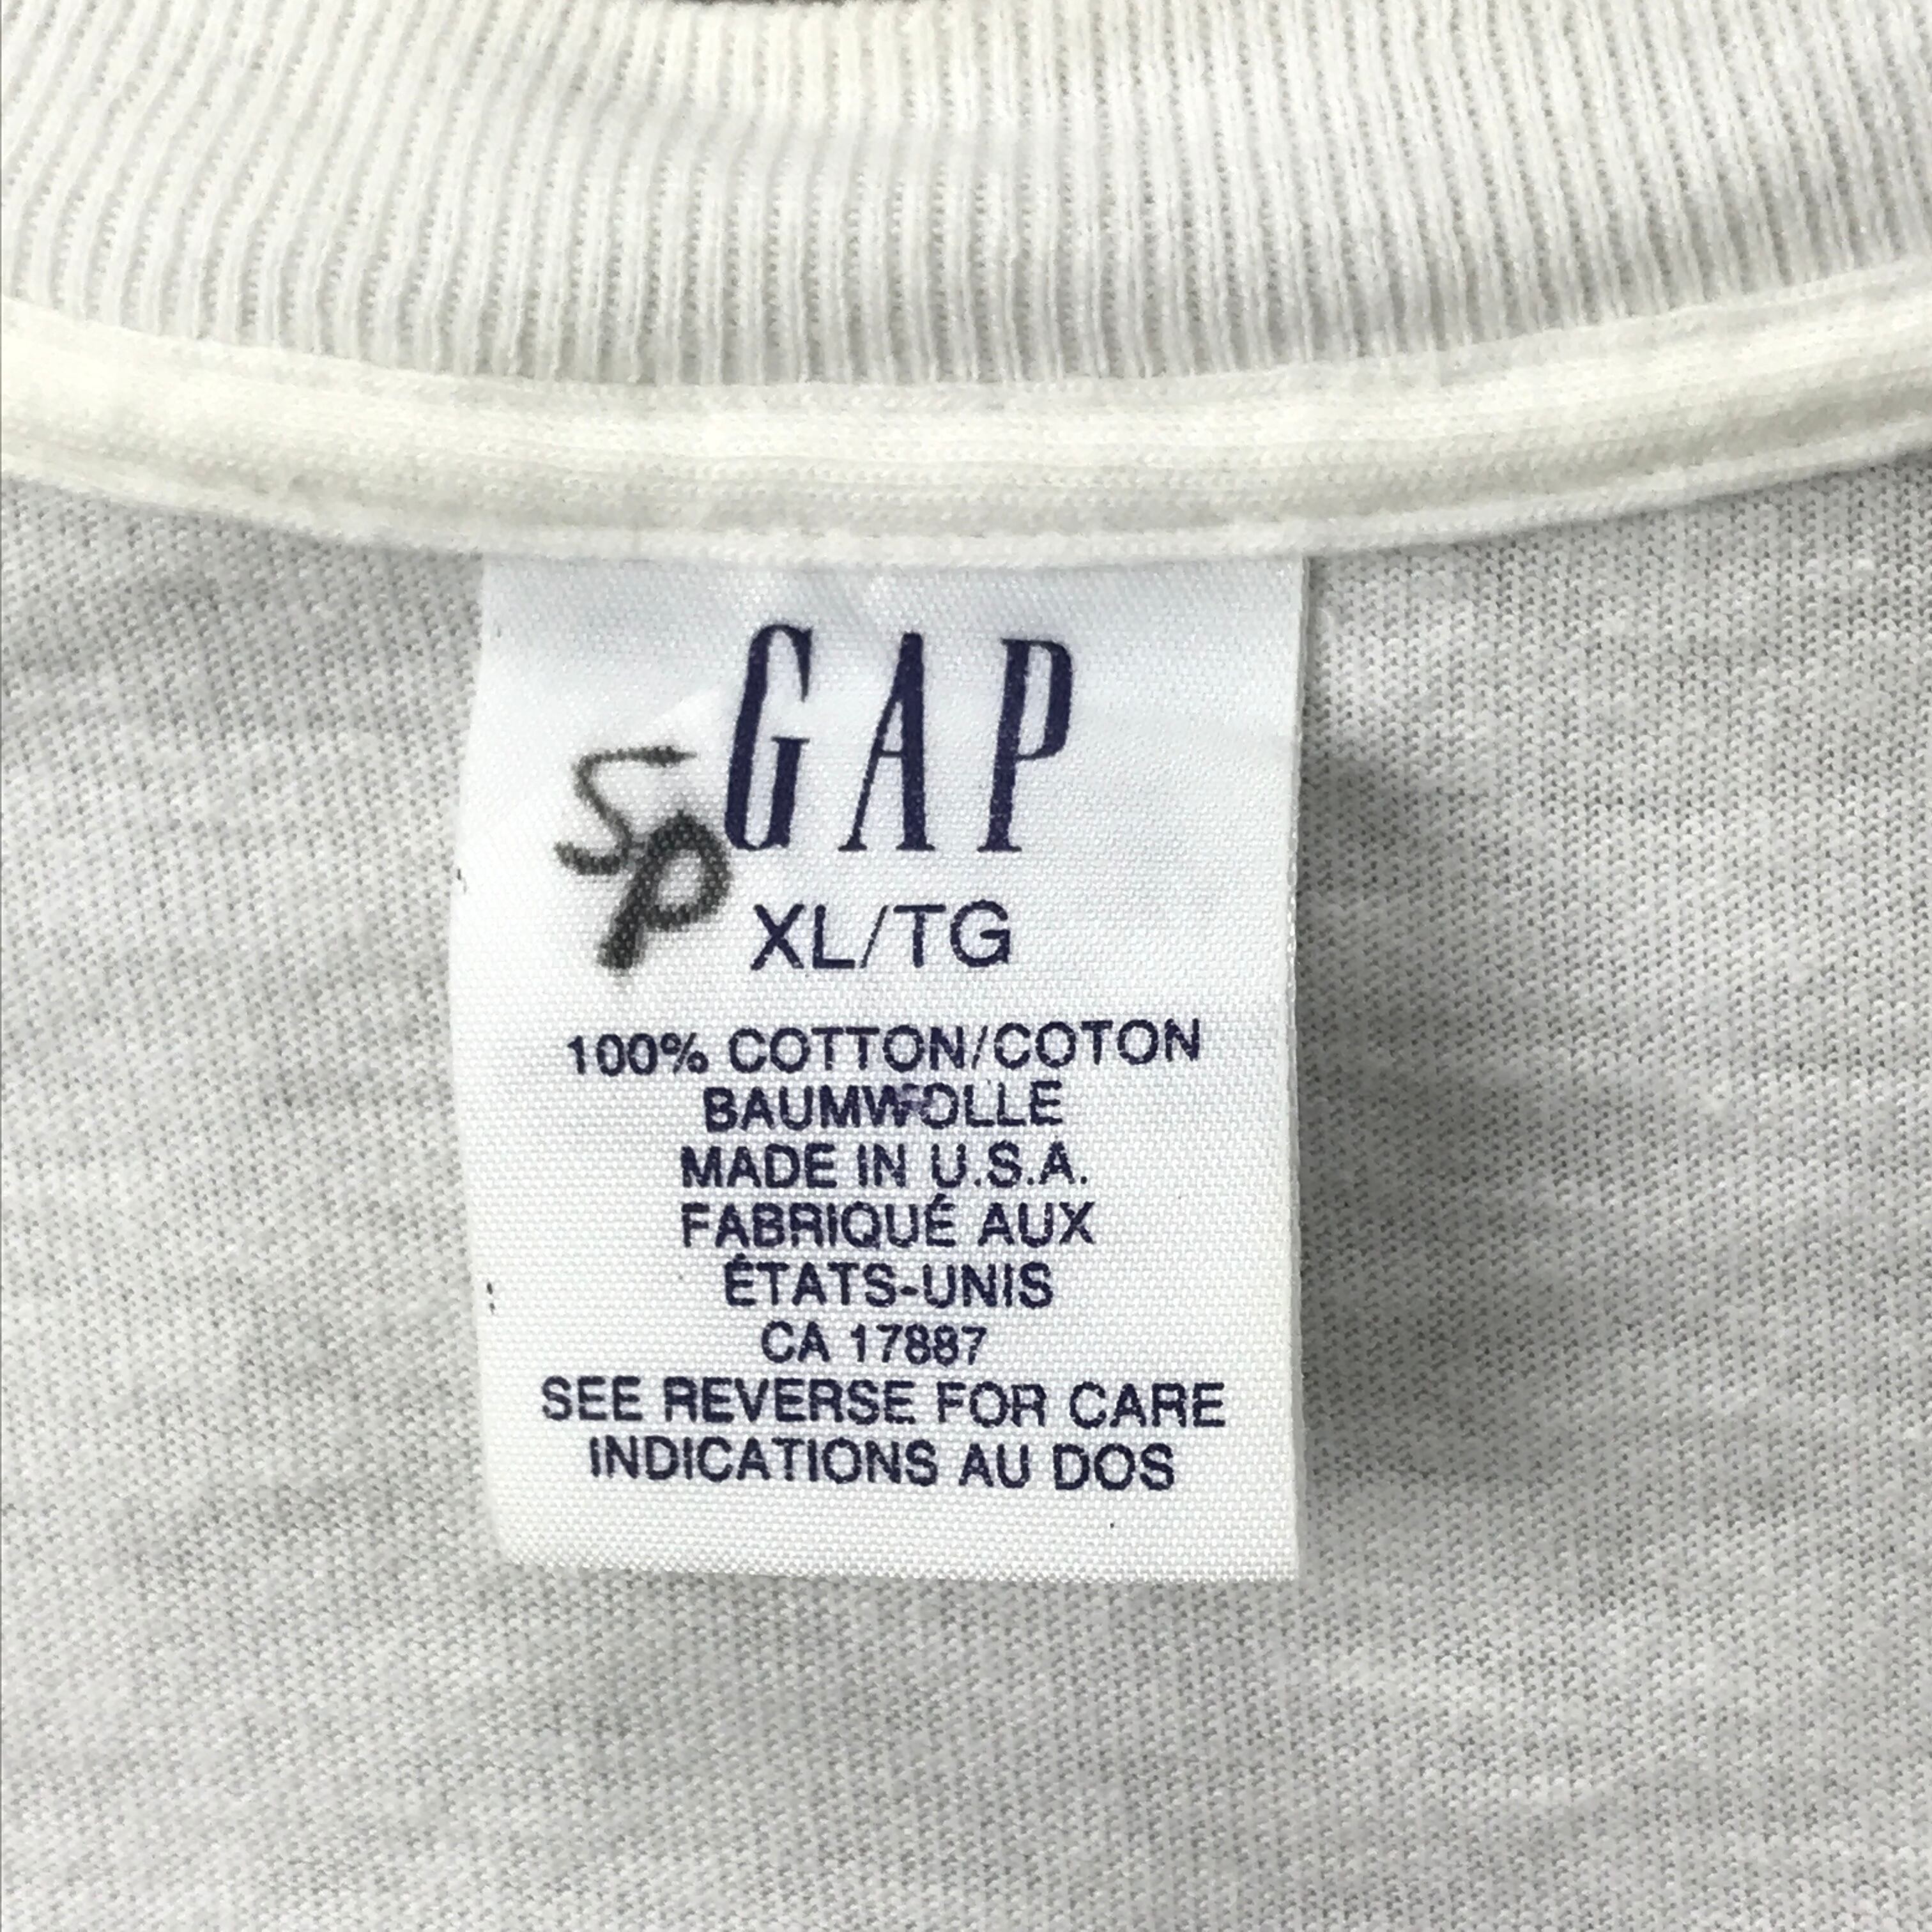 GAP
SP
XL/TG
100% COTTON/COTON
BAUMWOLLE
MADE IN U.S.A.
FABRIQUÉ AUX
ÉTATS-UNIS
CA 17887
SEE REVERSE FOR CARE
INDICATIONS AU DOS